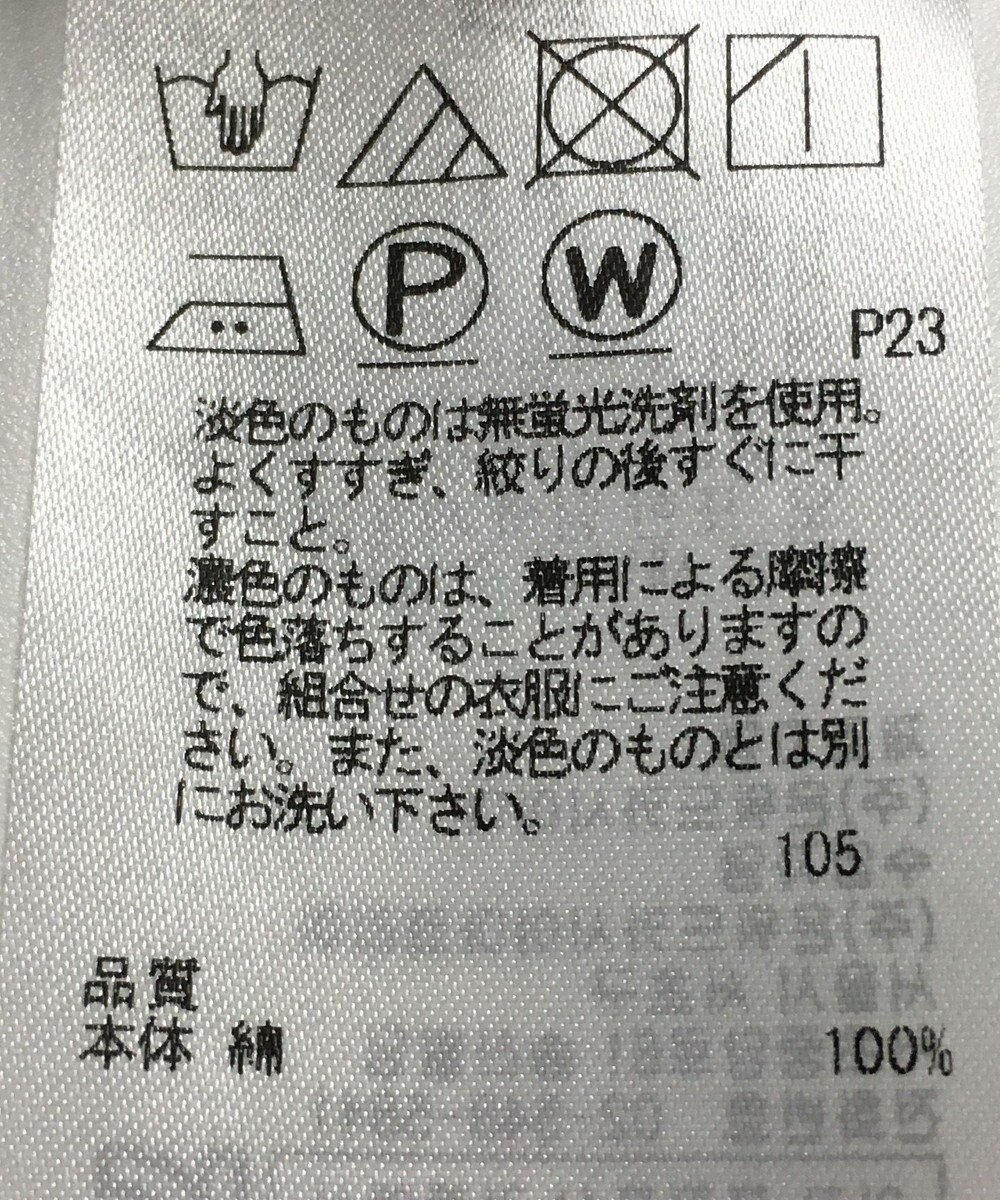 P
W
P23
淡色のものは無蛍光洗剤を使用。
よくすすぎ、絞りの後すぐに干
すこと。
濃色のものは、着用による摩擦
で色落ちすることがありますの
で、組合せの衣服にご注意くだ
さい。また、淡色のものとは別
にお洗い下さい。
105
品質
本体 綿 100%